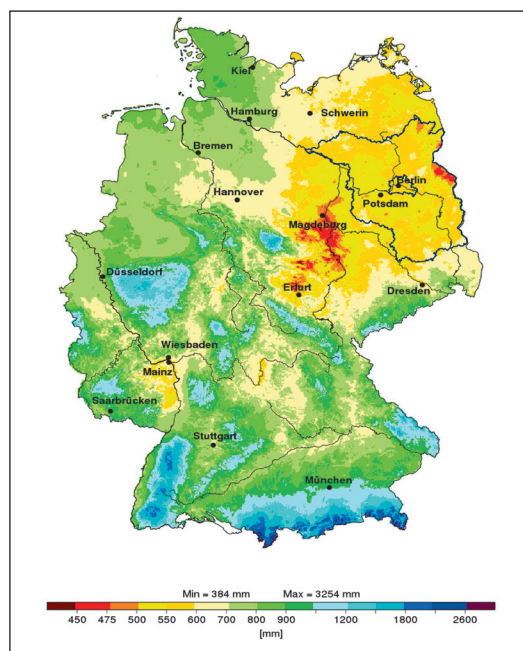 Kiel
Hamburg
Schwerin
Bremen
Berlin
Hannover
Potsdam
Magdeburg
Düsseldorf
Erfurt
Dresden
Wiesbaden
Mainz
Saarbrücken
Stuttgart
München
Min = 384 mm Max = 3254 mm
450 475 500 550 600 700 800 900 1200 1800 2600
[mm]